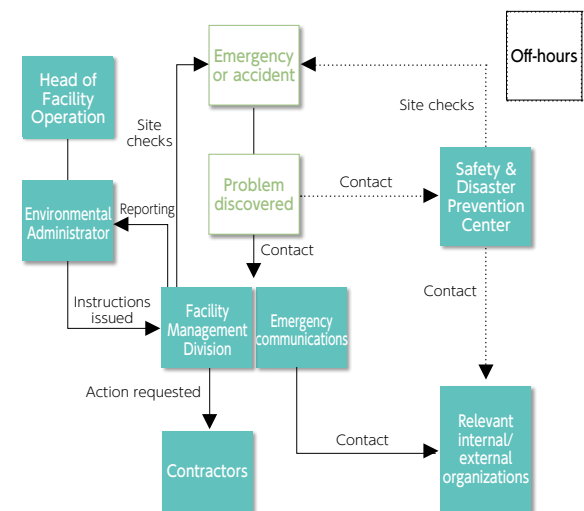 Emergency
or accident
Off-hours
Head of
Facility
Operation
Site
checks
Site checks
Problem
discovered
Contact
Safety &
Disaster
Prevention
Center
Environmental
Administrator
Reporting
Contact
Instructions
issued
Facility
Management
Division
Emergency
communications
Contact
Action requested
Contractors
Contact
Relevant
internal/
external
organizations